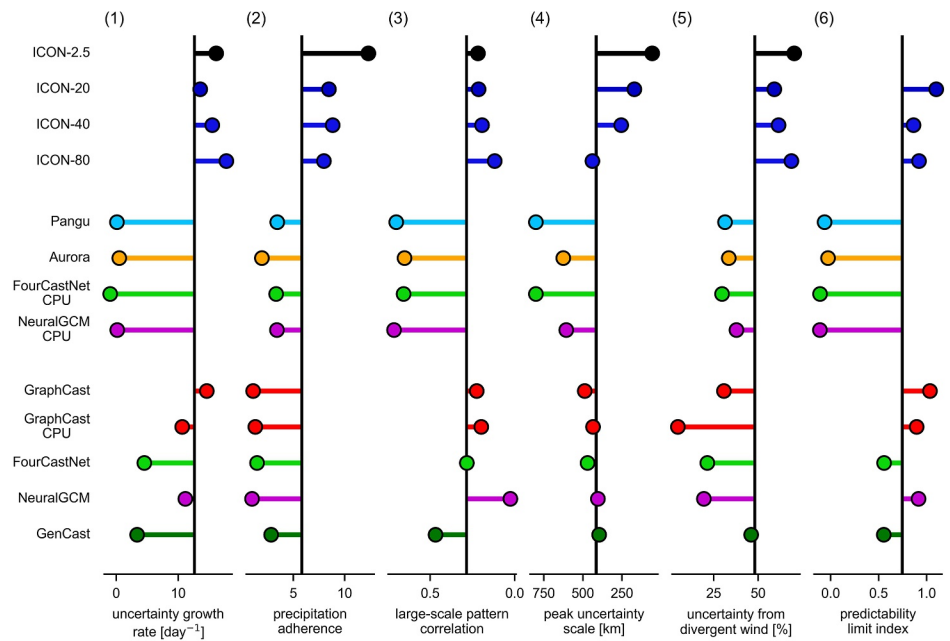 (1) (2) (3) (4) (5) (6)
ICON-2.5
ICON-20
ICON-40
ICON-80
Pangu
Aurora
FourCastNet
CPU
NeuralGCM
CPU
GraphCast
GraphCast
CPU
FourCastNet
NeuralGCM
GenCast
0 10 5 10 0.5 0.0 750 500 250 25 50 0.0 0.5 1.0
uncertainty growth precipitation large-scale pattern peak uncertainty uncertainty from predictability
rate [day⁻¹] adherence correlation scale [km] divergent wind [%] limit index